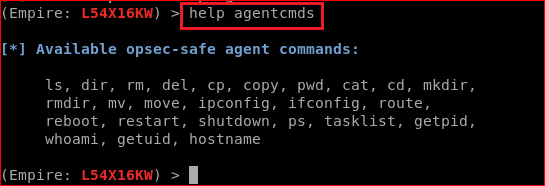 (Empire: L54X16KW) > help agentcmds
[*] Available opsec-safe agent commands:
ls, dir, rm, del, cp, copy, pwd, cat, cd, mkdir,
rmdir, mv, move, ipconfig, ifconfig, route,
reboot, restart, shutdown, ps, tasklist, getpid,
whoami, getuid, hostname
(Empire: L54X16KW) >